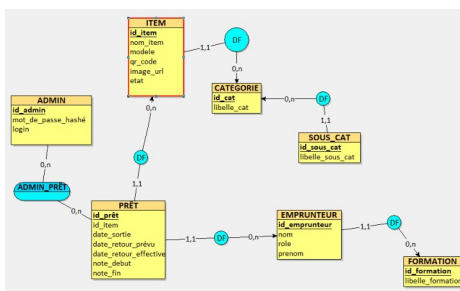 ITEM
id_item
nom_item
modele
qr_code
image_url
etat
1,1
DF
0,n
CATEGORIE
id_cat
libelle_cat
0,n
DF
1,1
SOUS_CAT
id_sous_cat
libelle_sous_cat
ADMIN
id_admin
mot_de_passe_hashé
login
0,n
ADMIN_PRÊT
0,n
0,n
DF
1,1
PRÊT
id_prêt
id_item
date_sortie
date_retour_prévu
date_retour_effective
note_debut
note_fin
1,1
DF
0,n
EMPRUNTEUR
id_emprunteur
nom
role
prenom
1,1
DF
0,n
FORMATION
id_formation
libelle_formation